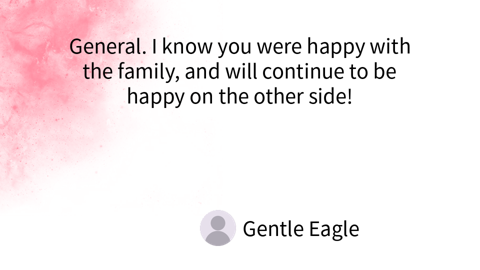 General. I know you were happy with
the family, and will continue to be
happy on the other side!
Gentle Eagle